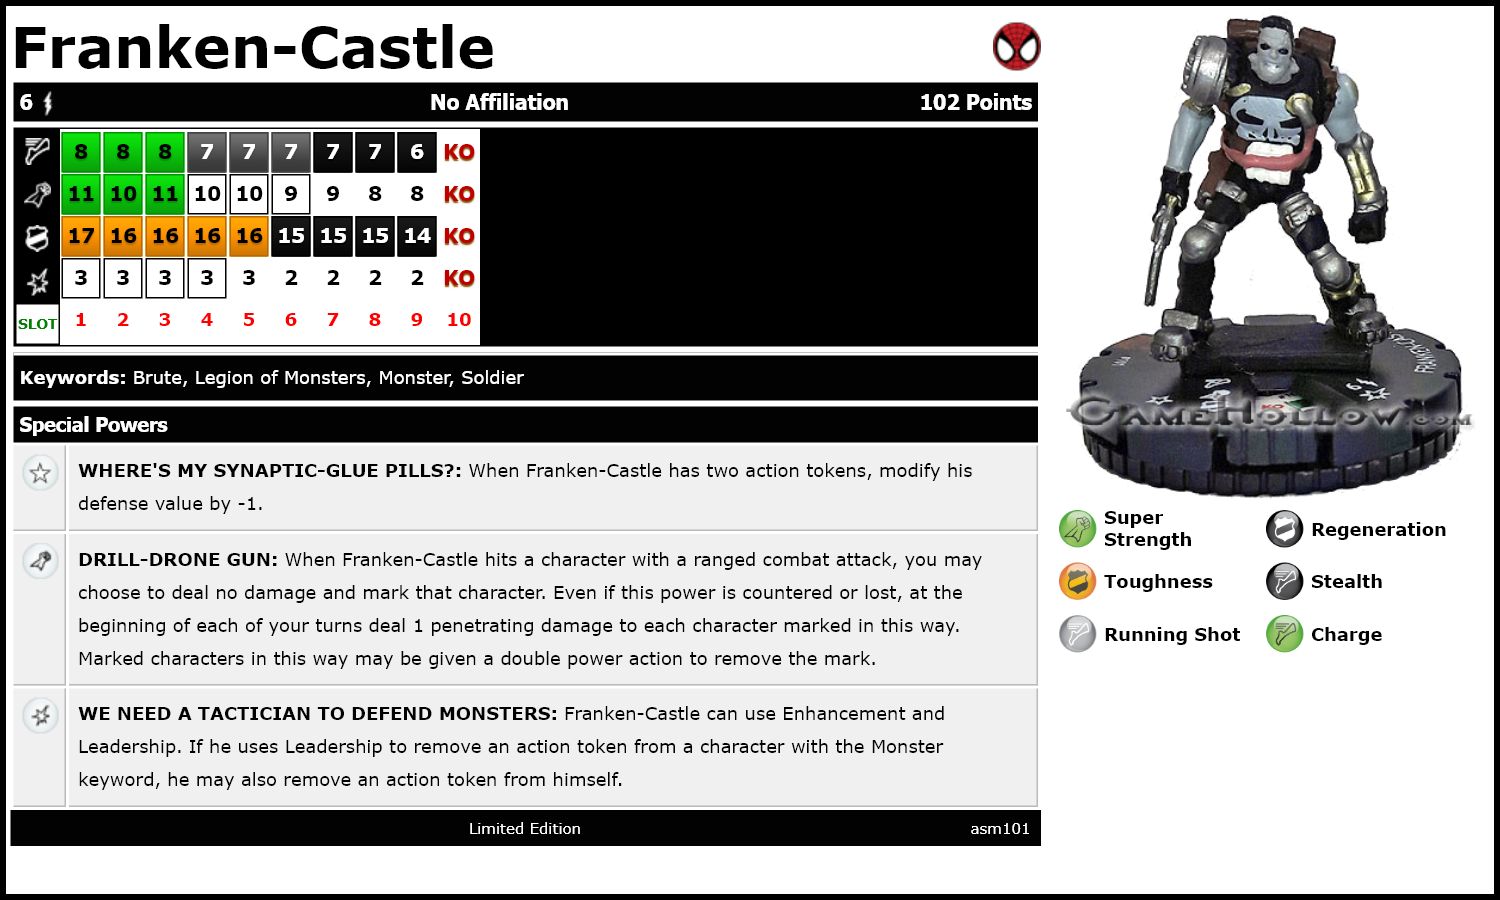 Franken-Castle
6 No Affiliation 102 Points
8 8 8 7 7 7 7 7 6 KO
11 10 11 10 10 9 9 8 8 KO
17 16 16 16 16 15 15 15 14 KO
3 3 3 3 3 2 2 2 2 KO
SLOT 1 2 3 4 5 6 7 8 9 10
Keywords: Brute, Legion of Monsters, Monster, Soldier
Special Powers
WHERE'S MY SYNAPTIC-GLUE PILLS?: When Franken-Castle has two action tokens, modify his
defense value by -1.
DRILL-DRONE GUN: When Franken-Castle hits a character with a ranged combat attack, you may
choose to deal no damage and mark that character. Even if this power is countered or lost, at the
beginning of each of your turns deal 1 penetrating damage to each character marked in this way.
Marked characters in this way may be given a double power action to remove the mark.
WE NEED A TACTICIAN TO DEFEND MONSTERS: Franken-Castle can use Enhancement and
Leadership. If he uses Leadership to remove an action token from a character with the Monster
keyword, he may also remove an action token from himself.
Limited Edition asm101
KO
GAMEHOLLOW.COM
Super
Strength
Regeneration
Toughness
Stealth
Running Shot
Charge